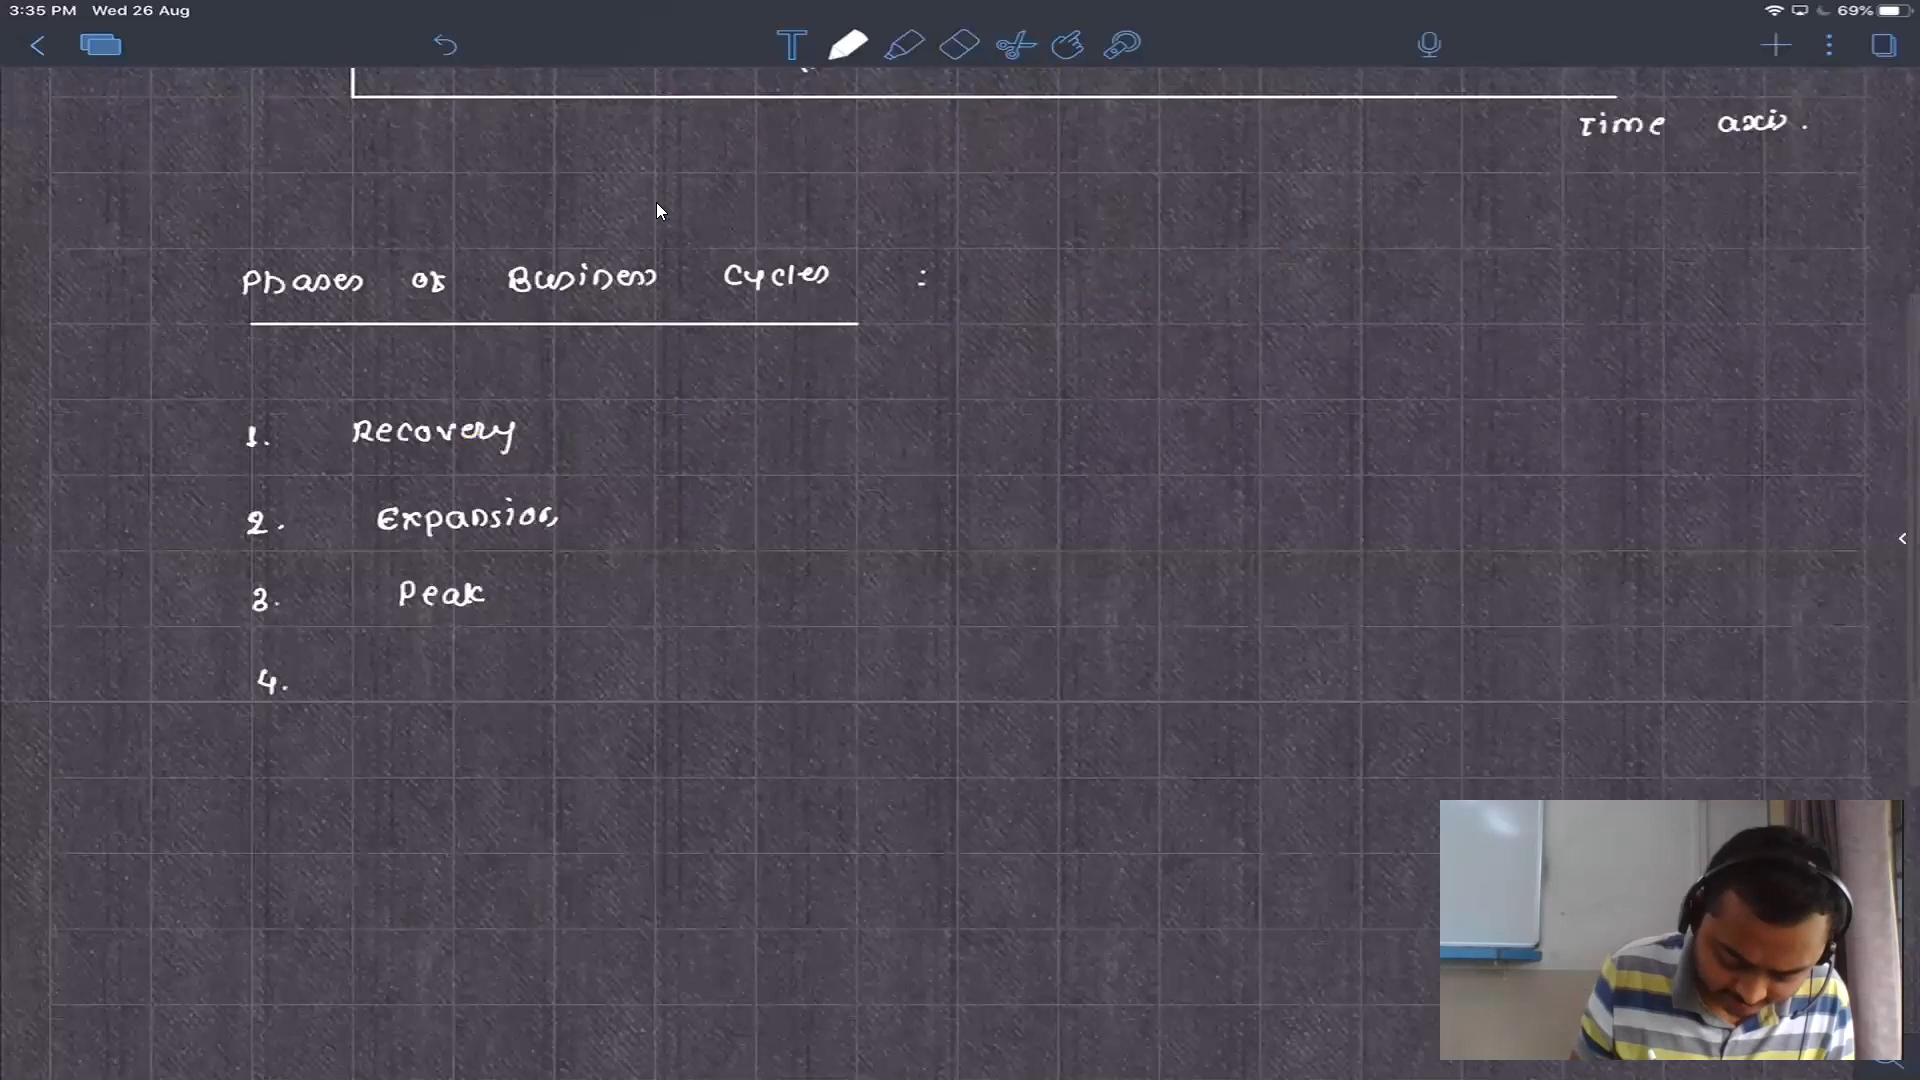 3:35 PM Wed 26 Aug 69%
T
Time axis.
Phases of Business Cycles :
1. Recovery
2. Expansion
3. Peak
4.